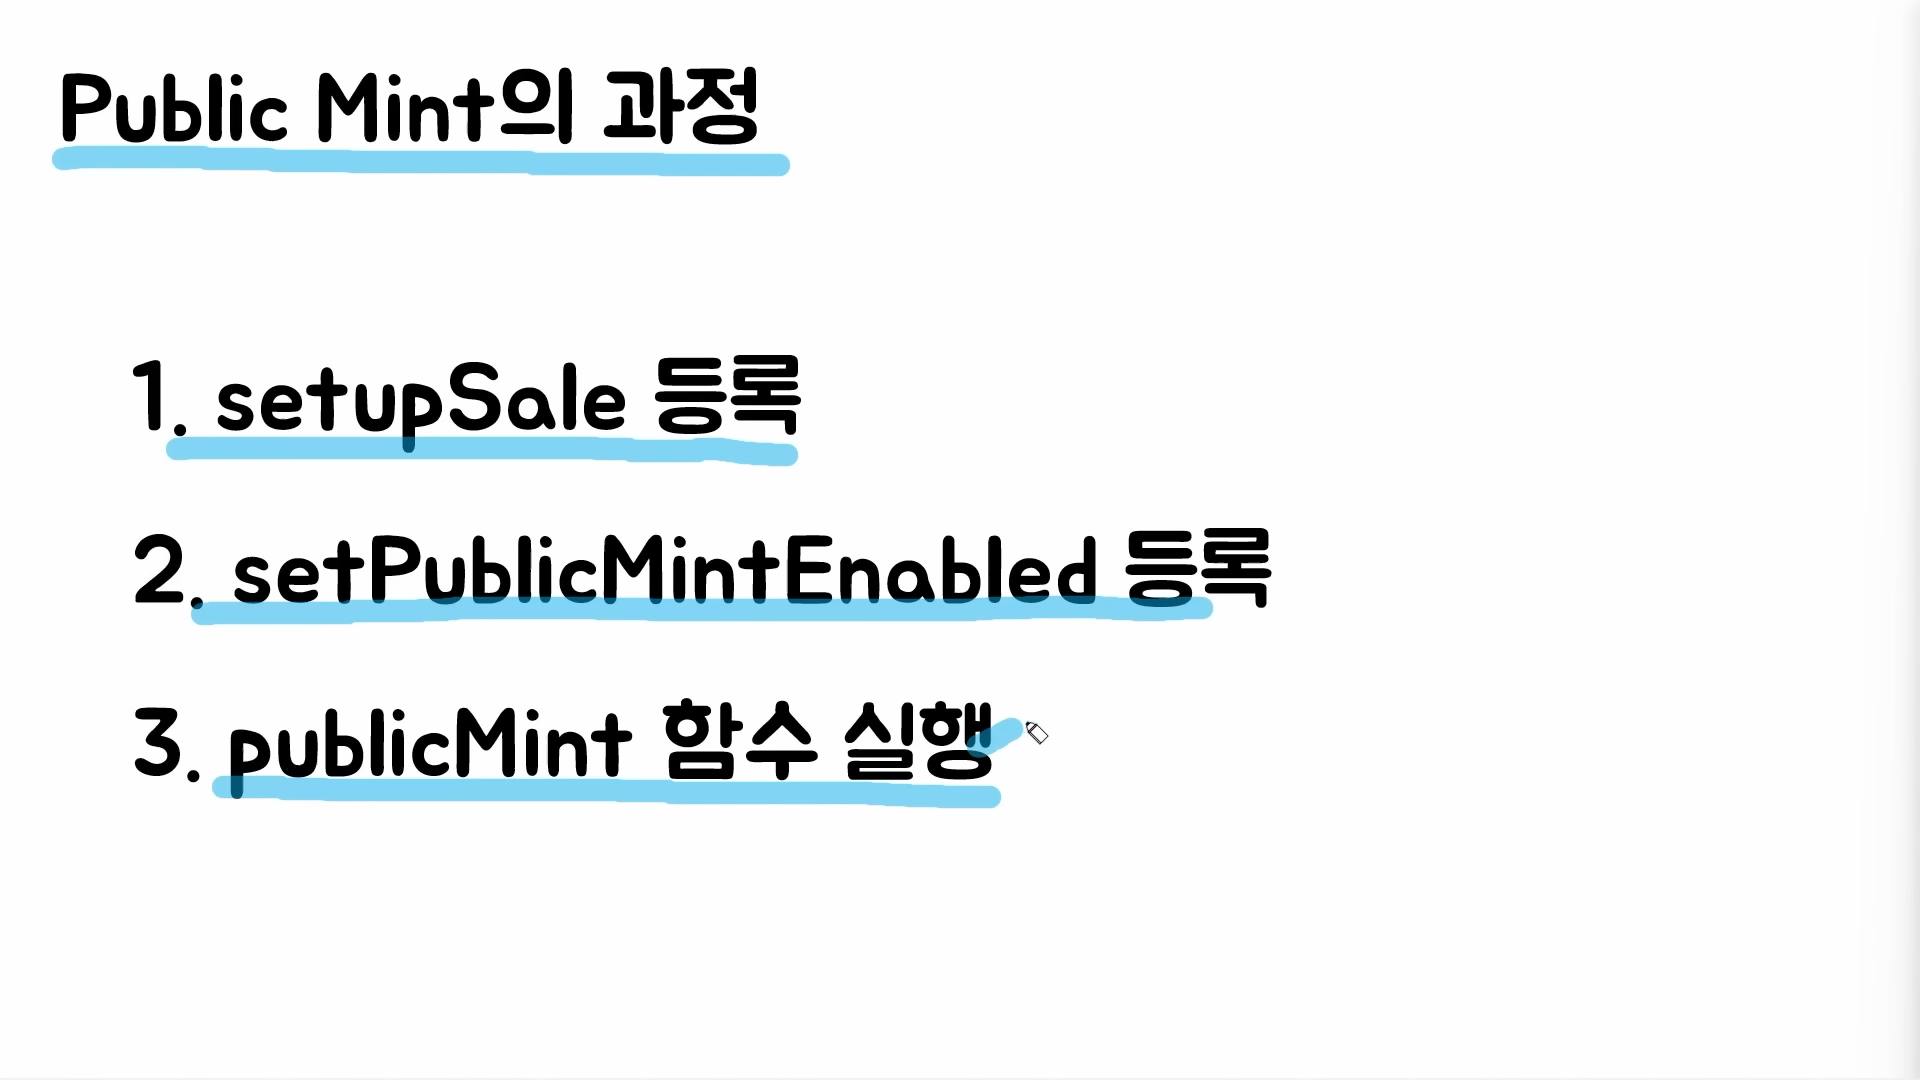 Public Mint의 과정
1. setupSale 등록
2. setPublicMintEnabled 등록
3. publicMint 함수 실행